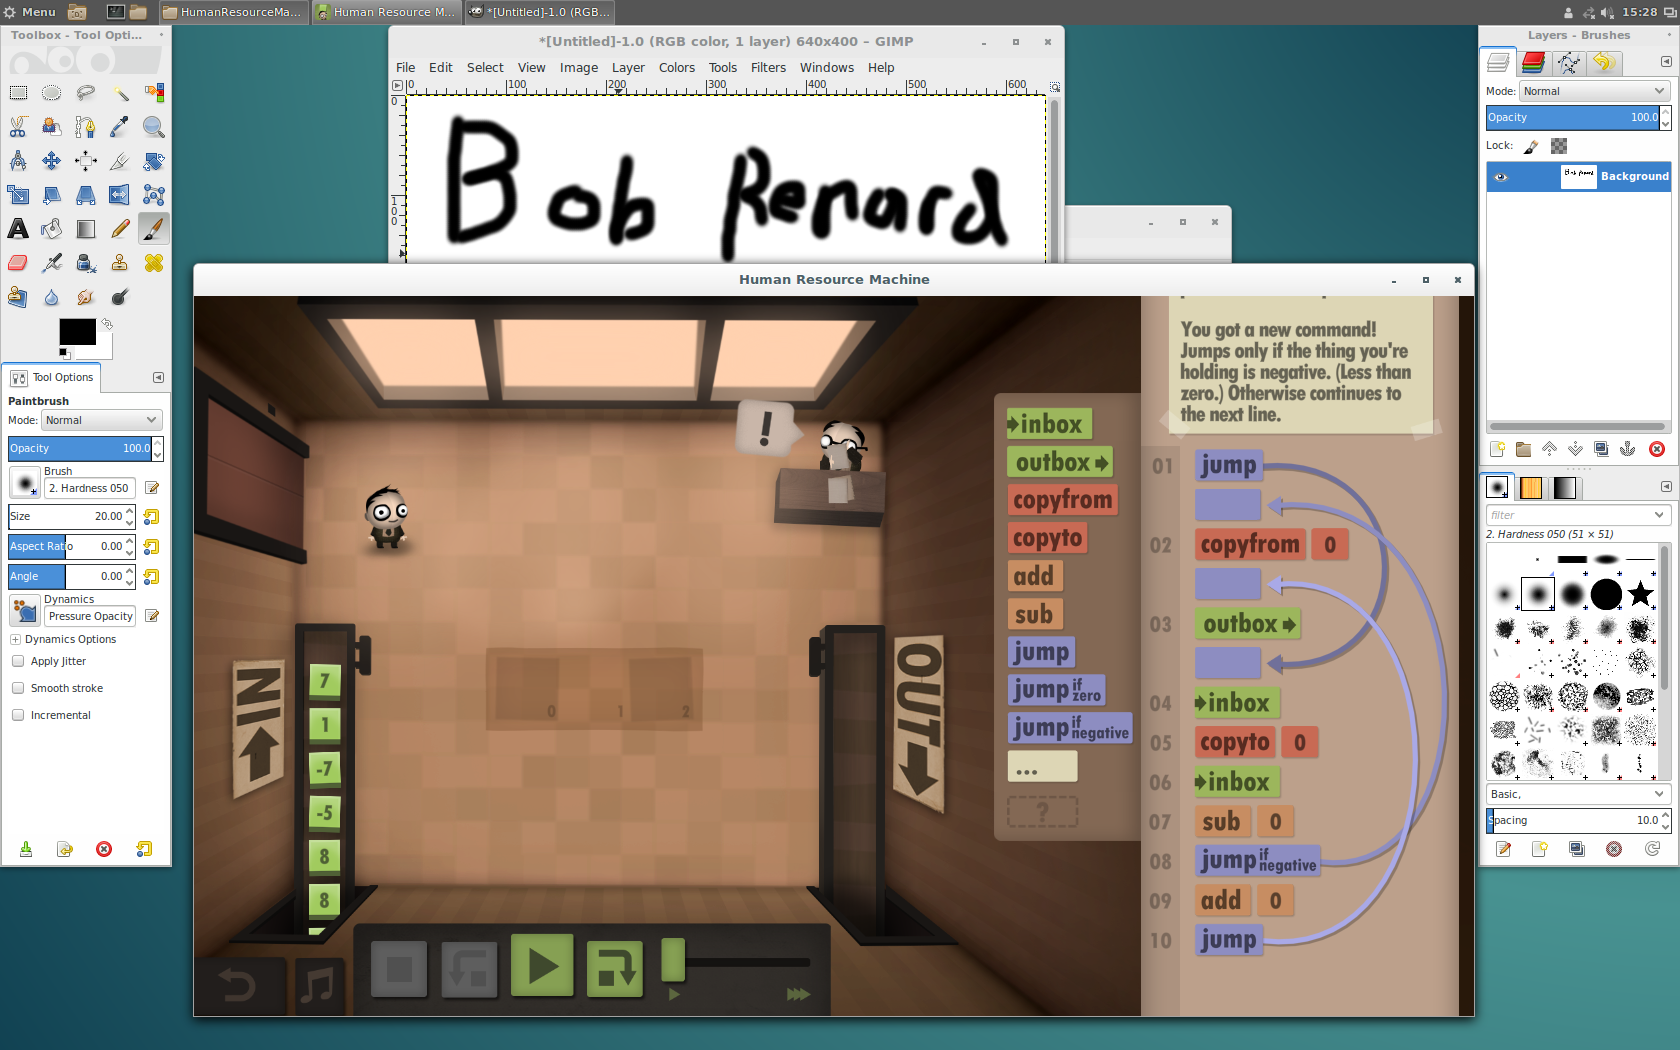 Menu
HumanResourceMa...
Human Resource M...
*[Untitled]-1.0 (RGB...
15:28
Toolbox - Tool Opti...
Tool Options
Paintbrush
Mode: Normal
Opacity 100.0
Brush
2. Hardness 050
Size 20.00
Aspect Ratio 0.00
Angle 0.00
Dynamics
Pressure Opacity
Dynamics Options
Apply Jitter
Smooth stroke
Incremental
*[Untitled]-1.0 (RGB color, 1 layer) 640x400 – GIMP
File Edit Select View Image Layer Colors Tools Filters Windows Help
0 100 200 300 400 500 600
0
100
Bob Renard
Human Resource Machine
You got a new command!
Jumps only if the thing you're
holding is negative. (Less than
zero.) Otherwise continues to
the next line.
!
IN
7
1
-7
-5
8
8
0 1 2
OUT
inbox
outbox
copyfrom
copyto
add
sub
jump
jump if zero
jump if negative
...
?
01 jump
02 copyfrom 0
03 outbox
04 inbox
05 copyto 0
06 inbox
07 sub 0
08 jump if negative
09 add 0
10 jump
Layers - Brushes
Mode: Normal
Opacity 100.0
Lock:
Bob Renard
Background
filter
2. Hardness 050 (51 × 51)
Basic,
Spacing 10.0